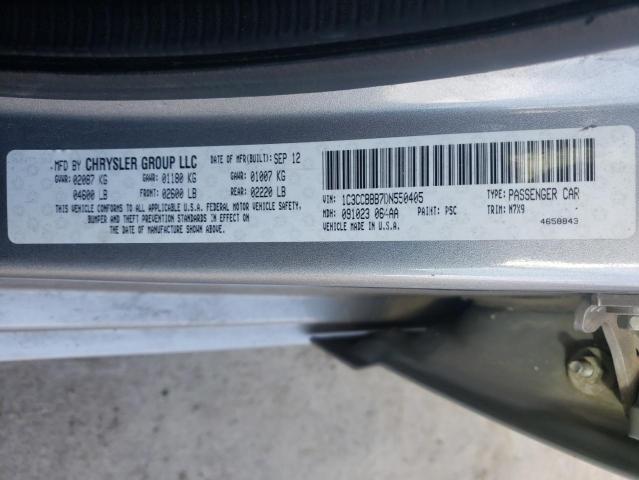 MFD BY CHRYSLER GROUP LLC DATE OF MFR(BUILT): SEP 12
GVWR: 02087 KG GAWR: 01180 KG GAWR: 01007 KG
04600 LB FRONT: 02600 LB REAR: 02220 LB
THIS VEHICLE CONFORMS TO ALL APPLICABLE U.S.A. FEDERAL MOTOR VEHICLE SAFETY,
BUMPER AND THEFT PREVENTION STANDARDS IN EFFECT ON
THE DATE OF MANUFACTURE SHOWN ABOVE.
VIN: 1C3CCBBB7DN550405 TYPE: PASSENGER CAR
MDH: 091023 064AA PAINT: PSC TRIM: M7X9
VEHICLE MADE IN U.S.A. 4658843